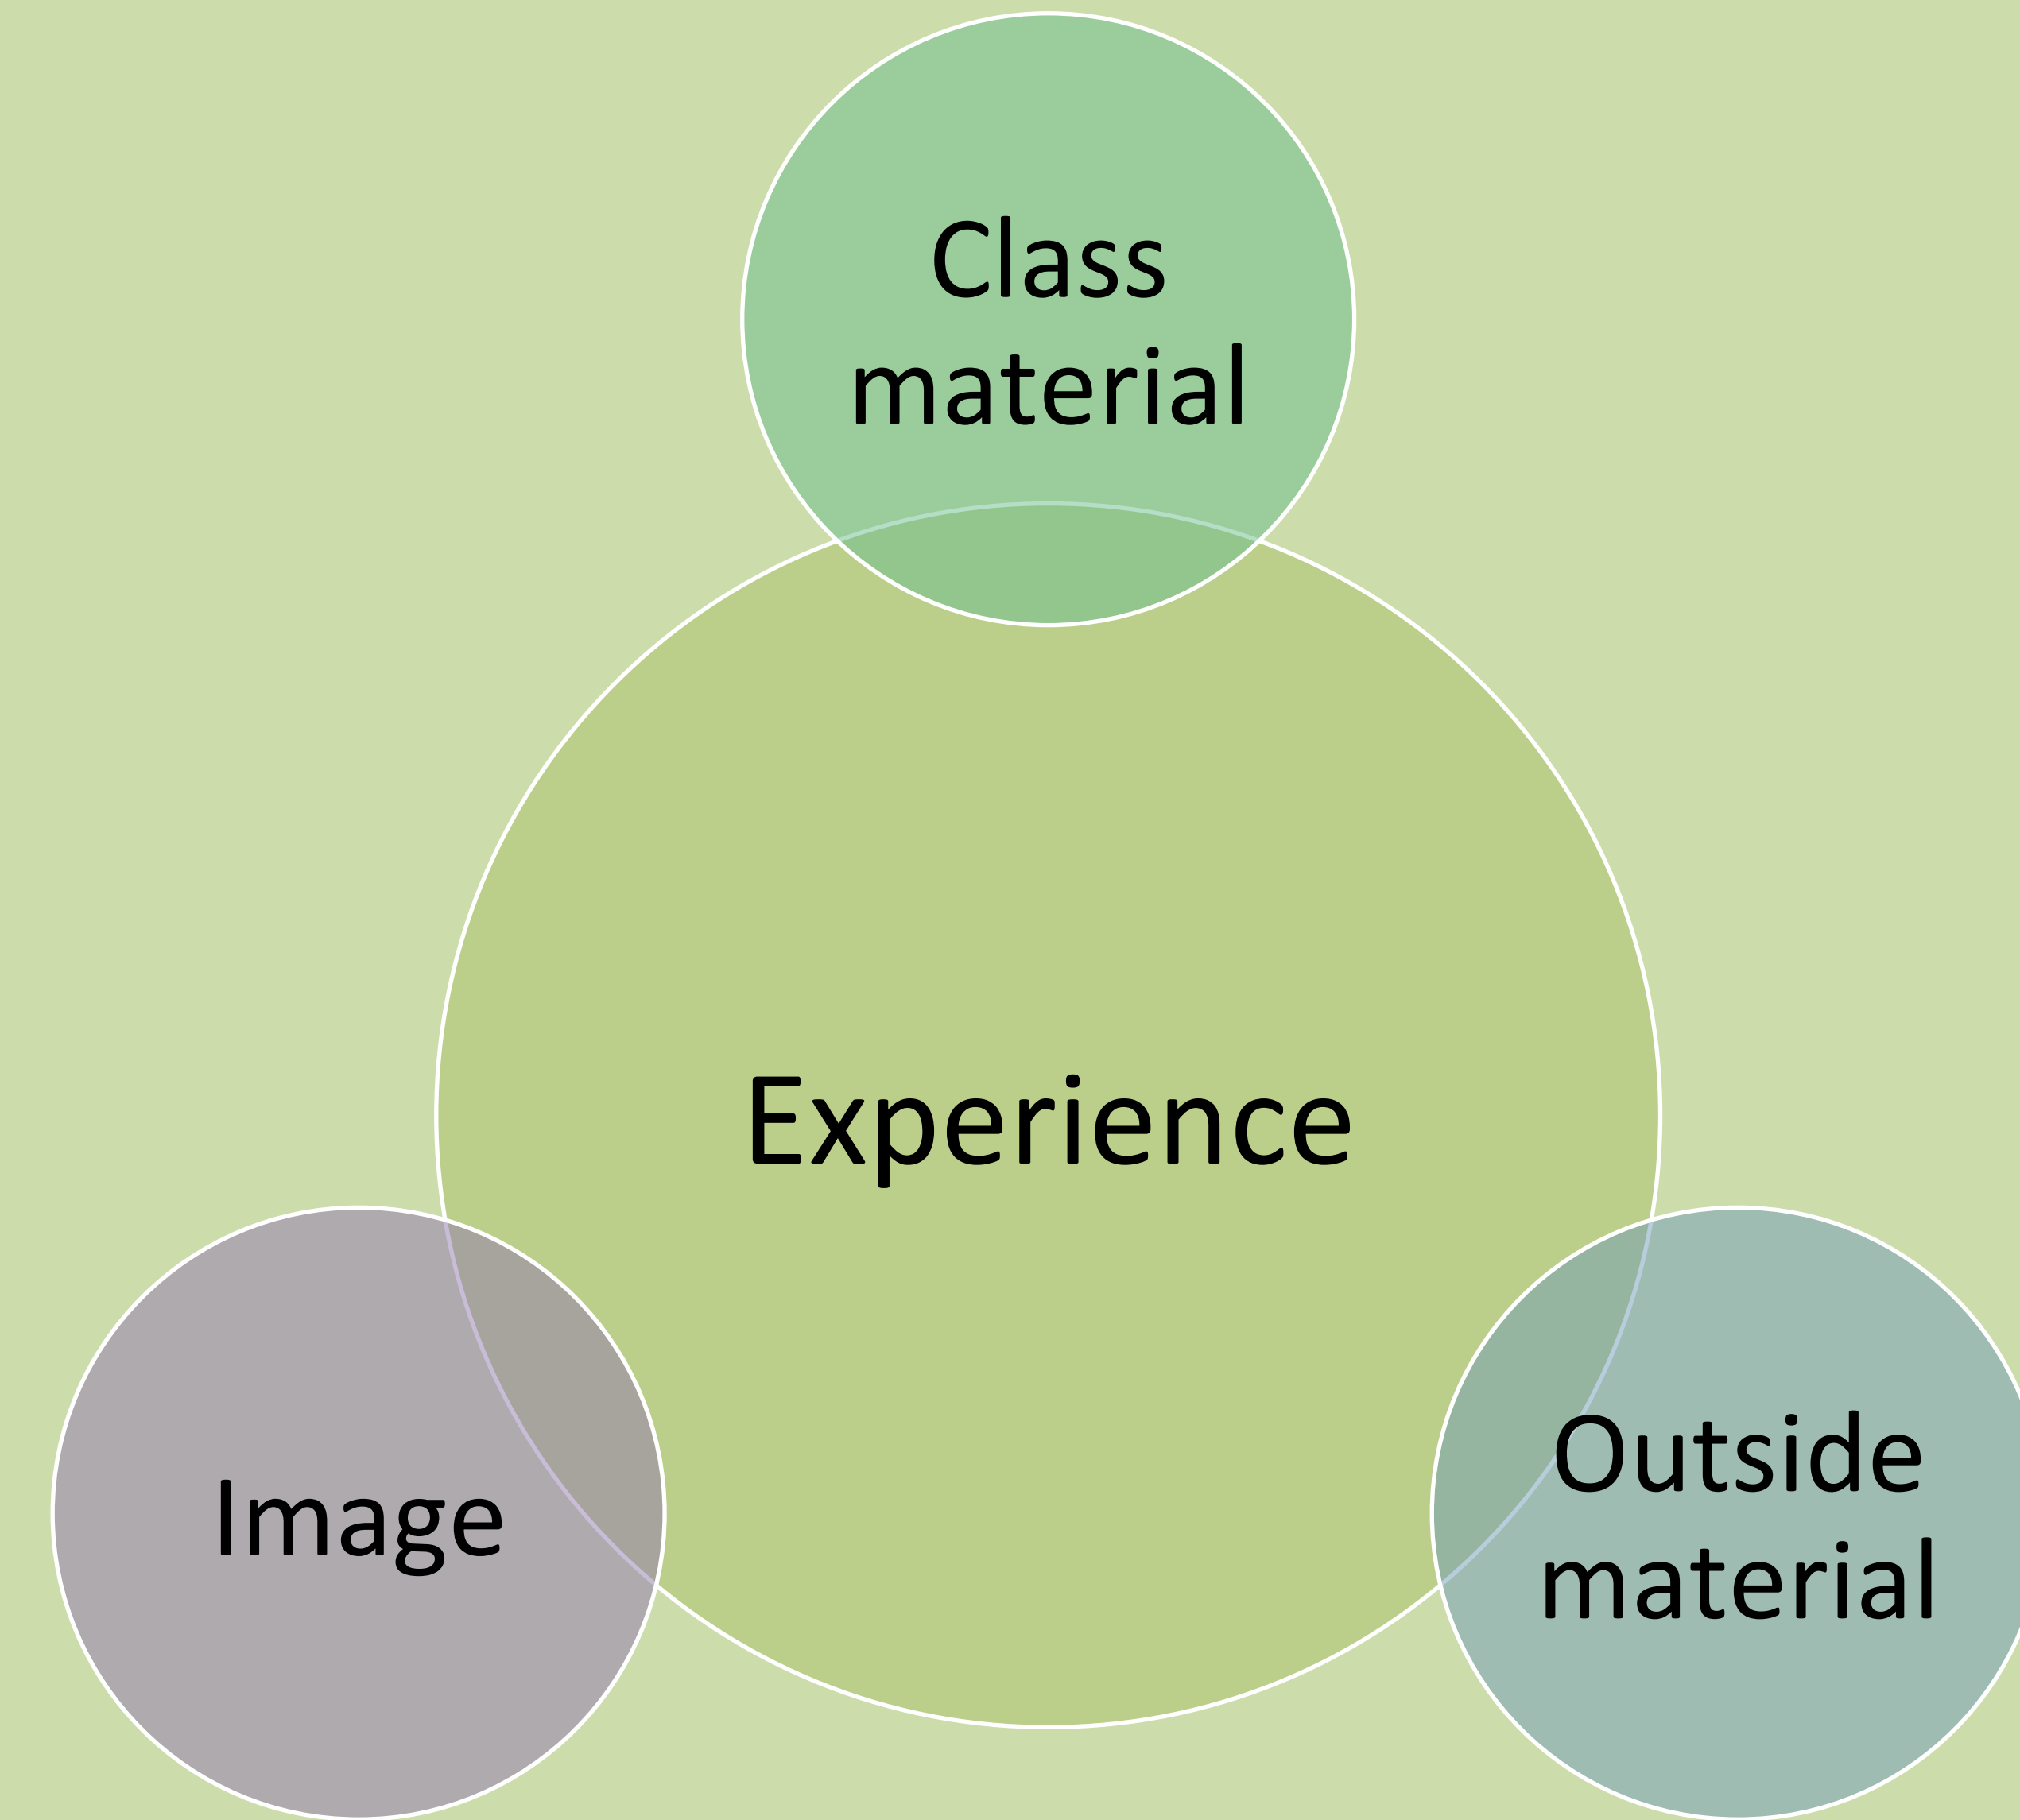 Class
material
Experience
Image
Outside
material